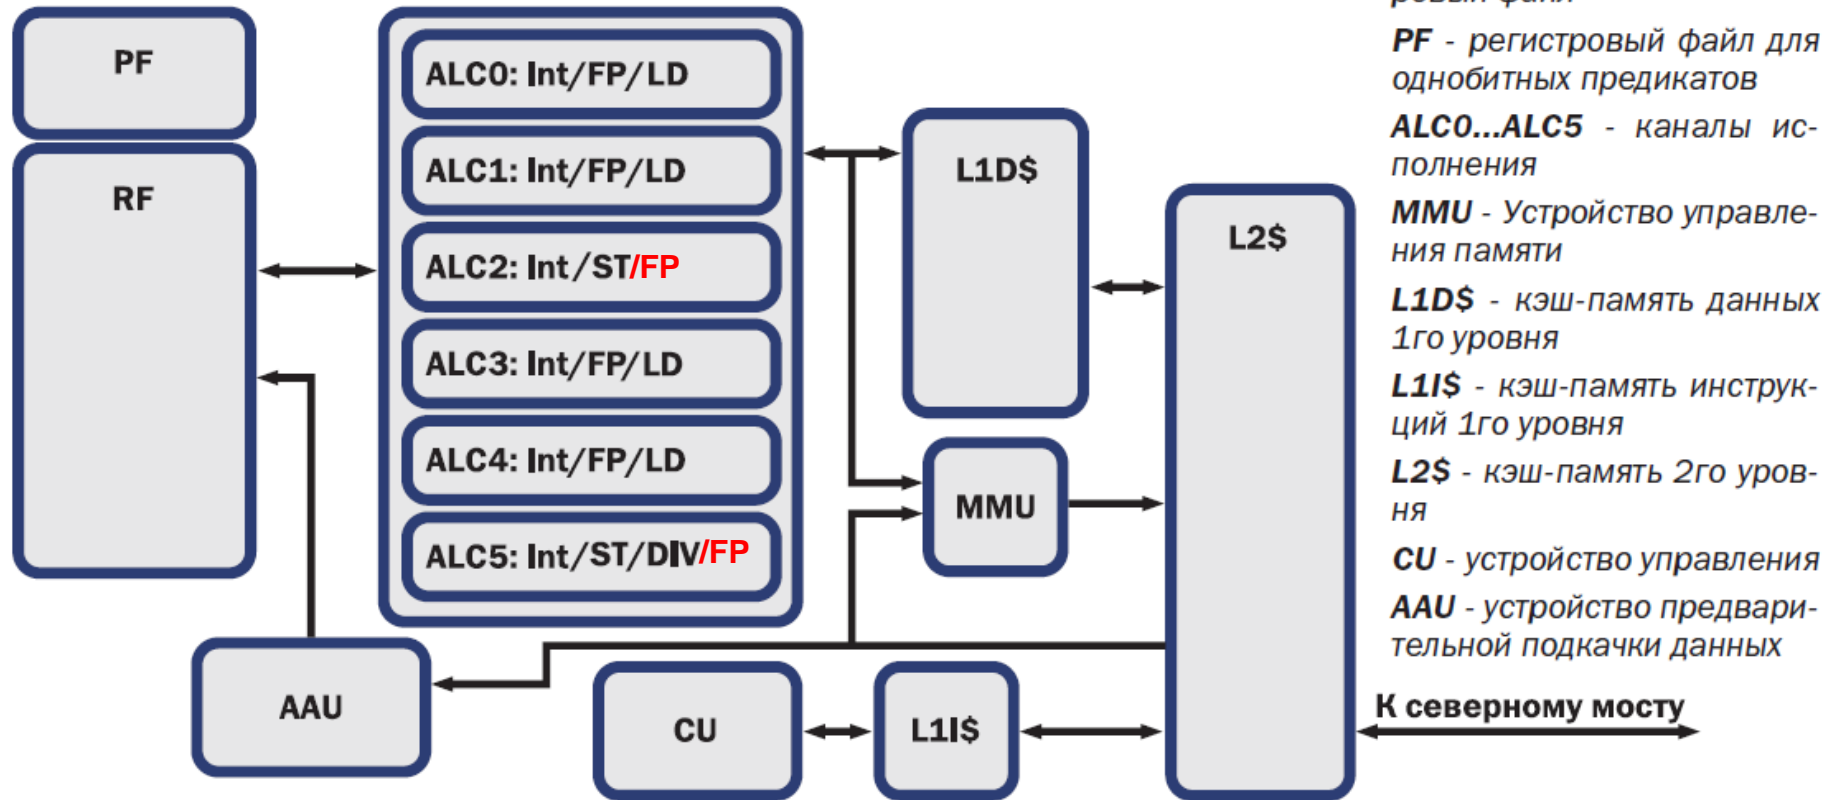 PF
RF
ALC0: Int/FP/LD
ALC1: Int/FP/LD
ALC2: Int/ST/FP
ALC3: Int/FP/LD
ALC4: Int/FP/LD
ALC5: Int/ST/DIV/FP
L1D$
MMU
L2$
AAU
CU
L1I$
PF - регистровый файл для
однобитных предикатов
ALC0...ALC5 - каналы ис-
полнения
MMU - Устройство управле-
ния памяти
L1D$ - кэш-память данных
1го уровня
L1I$ - кэш-память инструк-
ций 1го уровня
L2$ - кэш-память 2го уров-
ня
CU - устройство управления
AAU - устройство предвари-
тельной подкачки данных
К северному мосту